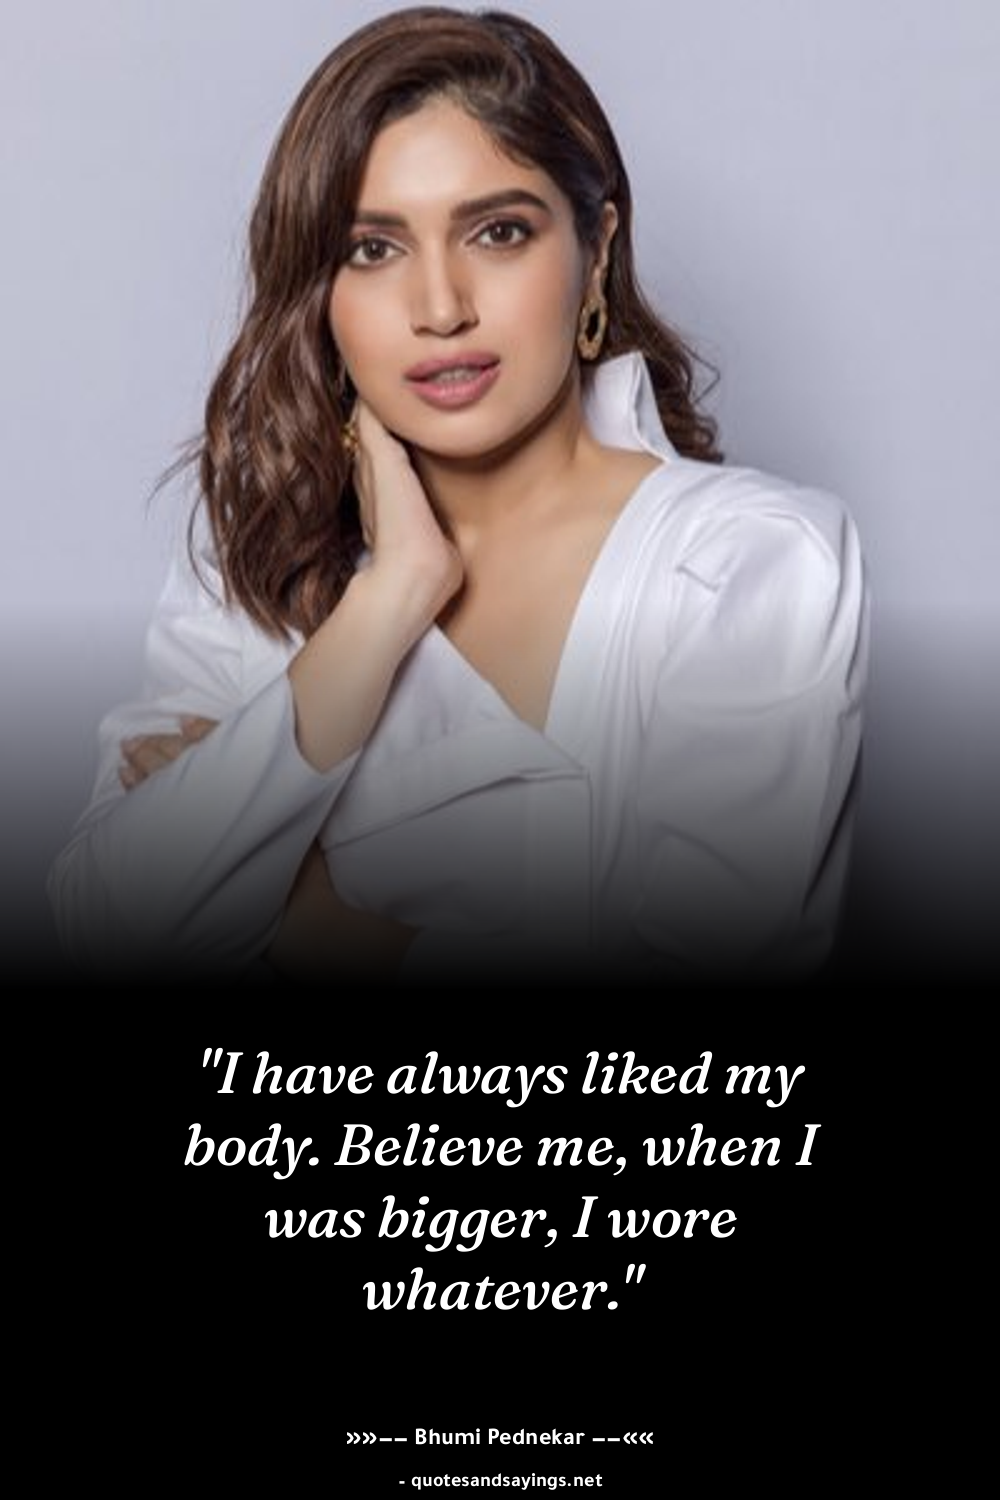 "I have always liked my
body. Believe me, when I
was bigger, I wore
whatever."
»»−− Bhumi Pednekar −−««
- quotesandsayings.net